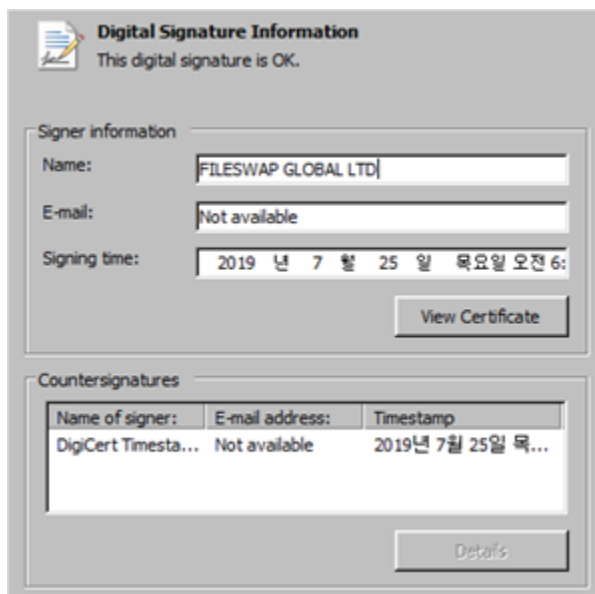 Digital Signature Information
This digital signature is OK.
Signer information
Name: FILESWAP GLOBAL LTD
E-mail: Not available
Signing time: 2019 년 7 월 25 일 목요일 오전 6:
View Certificate
Countersignatures
Name of signer: E-mail address: Timestamp
DigiCert Timesta... Not available 2019년 7월 25일 목...
Details